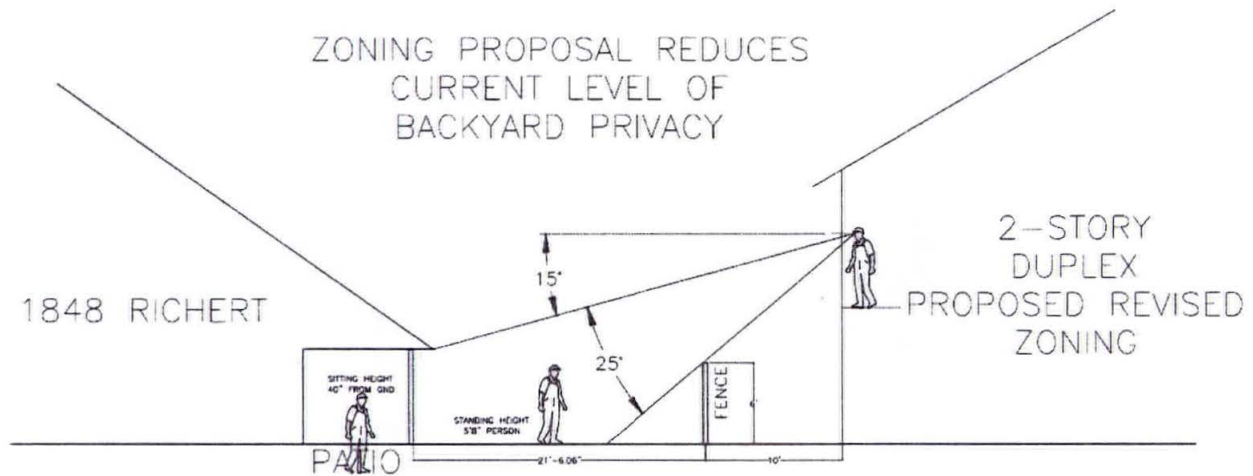 ZONING PROPOSAL REDUCES
CURRENT LEVEL OF
BACKYARD PRIVACY
15°
2-STORY
DUPLEX
PROPOSED REVISED
ZONING
1848 RICHERT
25°
SITTING HEIGHT
40" FROM GND
FENCE
STANDING HEIGHT
5'8" PERSON
PATIO
21'-6.06"
10'